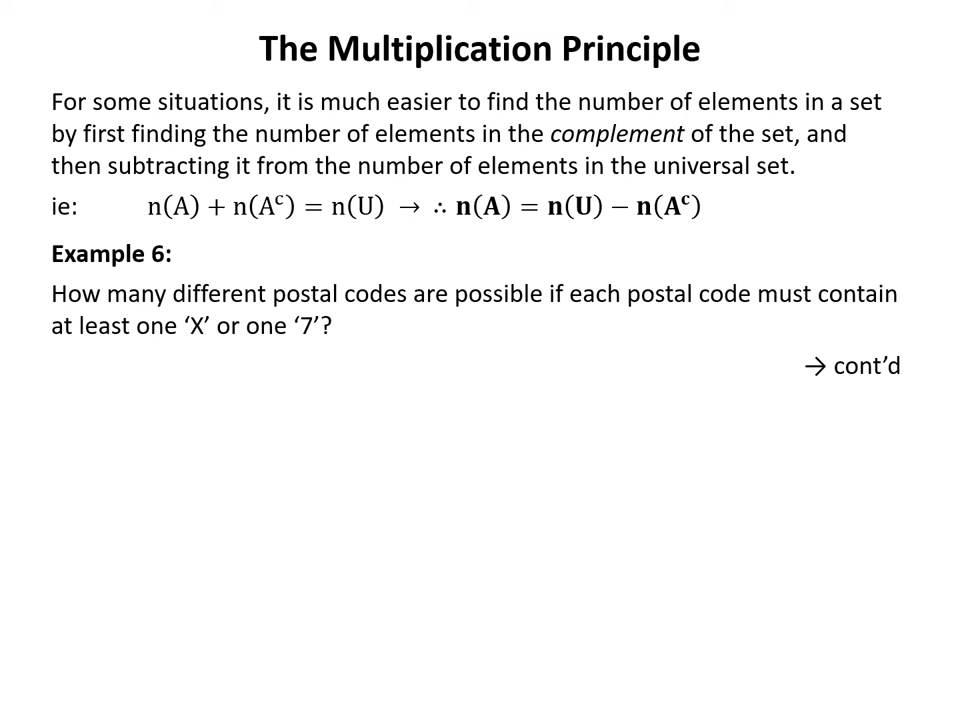 The Multiplication Principle
For some situations, it is much easier to find the number of elements in a set
by first finding the number of elements in the complement of the set, and
then subtracting it from the number of elements in the universal set.
ie: n(A) + n(Aᶜ) = n(U) → ∴ n(A) = n(U) − n(Aᶜ)
Example 6:
How many different postal codes are possible if each postal code must contain
at least one ‘X’ or one ‘7’?
→ cont’d